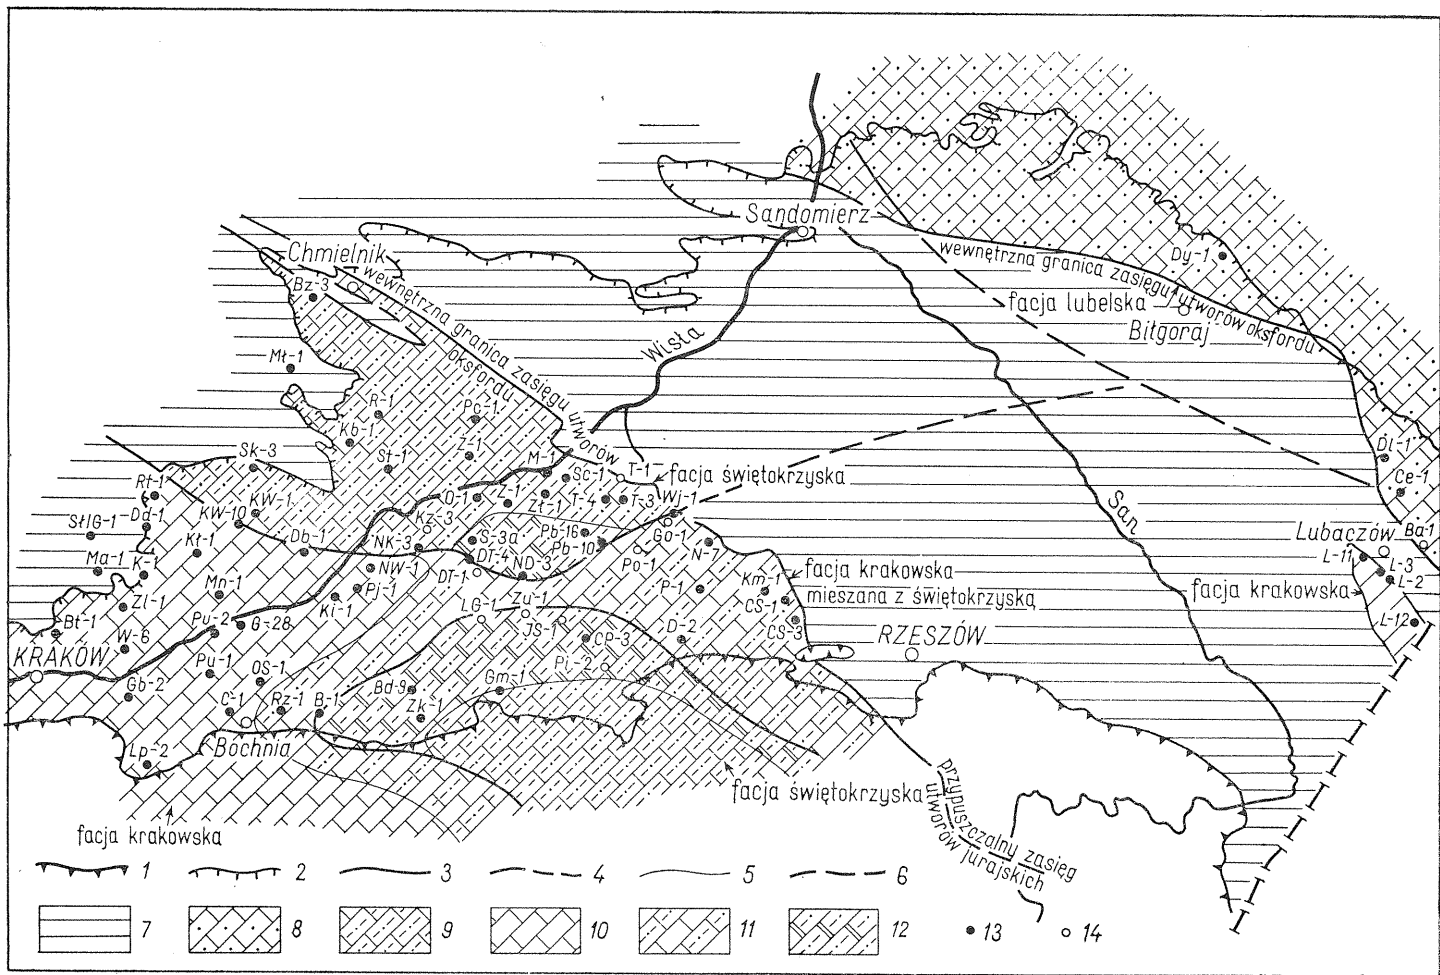 Sandomierz
Chmielnik
Bz-3
wewnętrzna granica zasięgu utworów
oksfordu
wewnętrzna granica zasięgu utworów oksfordu
Dy-1
facja lubelska
Biłgoraj
Wisła
Mł-1
R-1
Pc-1
Kb-1
Z-1
St-1
Sk-3
M-1
Sc-1
T-1
facja świętokrzyska
Dl-1
Ce-1
Rt-1
KW-1
O-1
Z-1
Zł-1
T-4
T-3
Wj-1
San
Dd-1
SłIG-1
KW-10
Kz-3
Go-1
Lubaczów
Ba-1
Kł-1
Db-1
NK-3
S-3a
Pb-16
Pb-10
Po-1
N-7
L-11
Ma-1
K-1
NW-1
DT-4
DT-1
ND-3
L-3
L-2
Mn-1
Pj-1
P-1
Km-1
facja krakowska
mieszana z świętokrzyską
facja krakowska
Zl-1
Ki-1
LG-1
Zu-1
JS-1
CS-1
CS-3
L-12
Bt-1
Pu-2
G-28
W-6
CP-3
D-2
RZESZÓW
KRAKÓW
Pu-1
OS-1
Pi-2
Gb-2
Bd-9
Gm-1
C-1
Rz-1
B-1
Zk-1
Bochnia
Lp-2
facja świętokrzyska
przypuszczalny zasięg
utworów jurajskich
facja krakowska
1 2 3 4 5 6
7 8 9 10 11 12 13 14